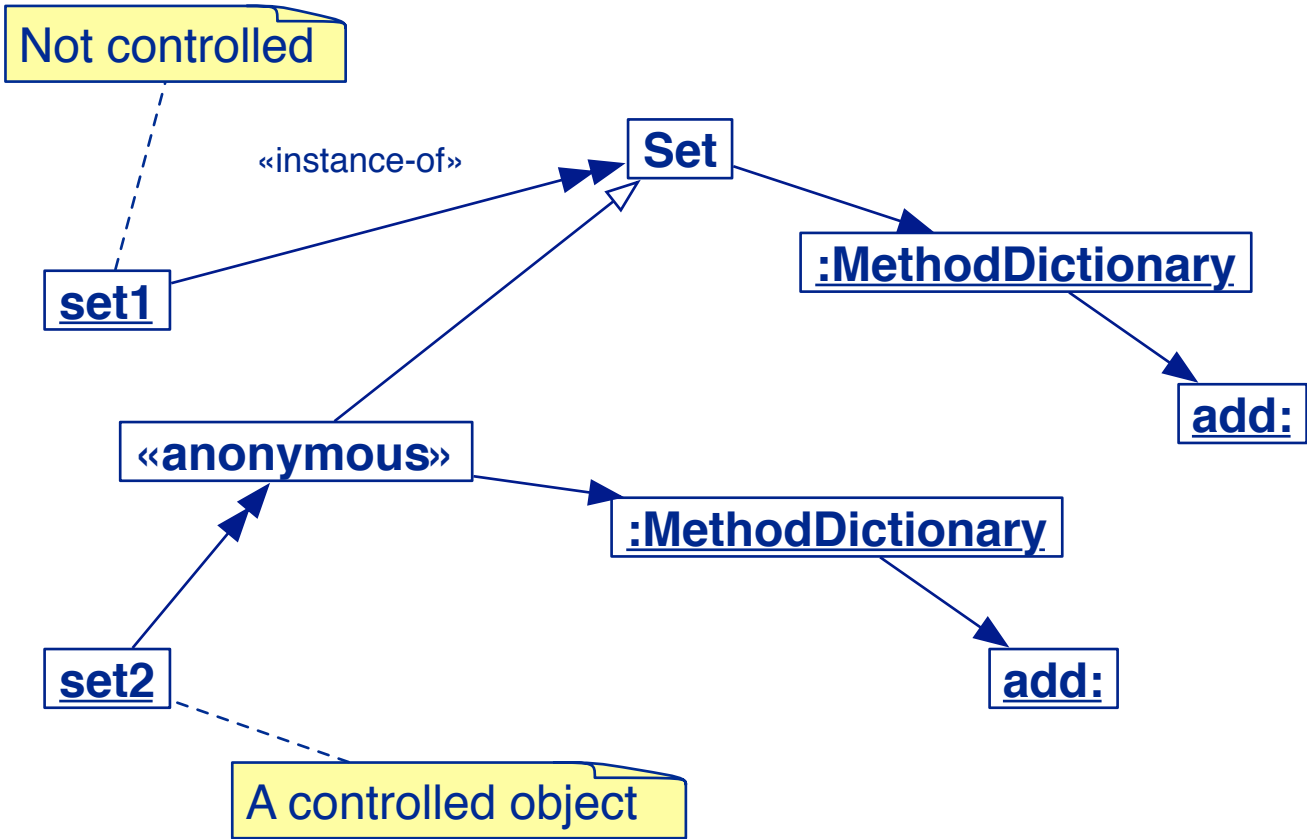 Not controlled
«instance-of»
Set
:MethodDictionary
set1
add:
«anonymous»
:MethodDictionary
set2
add:
A controlled object